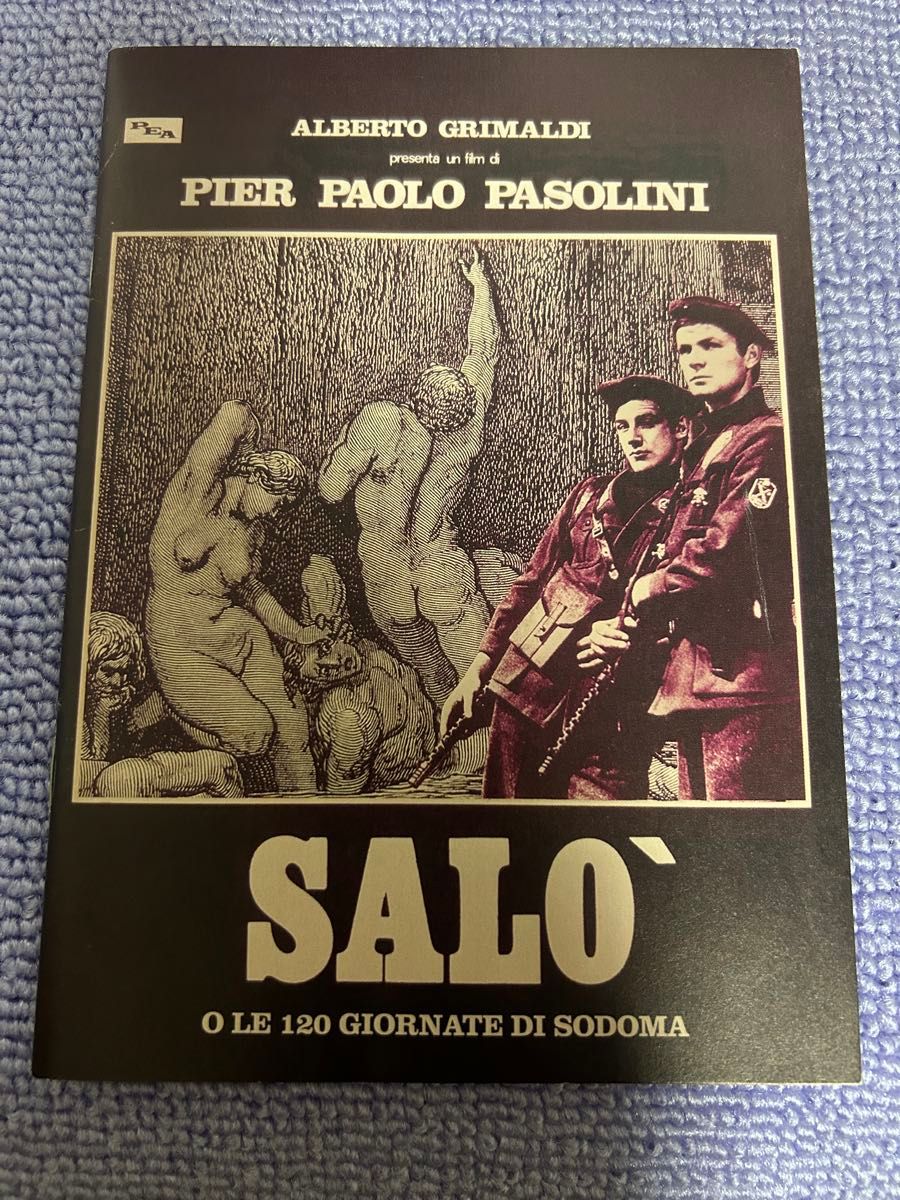 PEA
ALBERTO GRIMALDI
presenta un film di
PIER PAOLO PASOLINI
SALO`
O LE 120 GIORNATE DI SODOMA